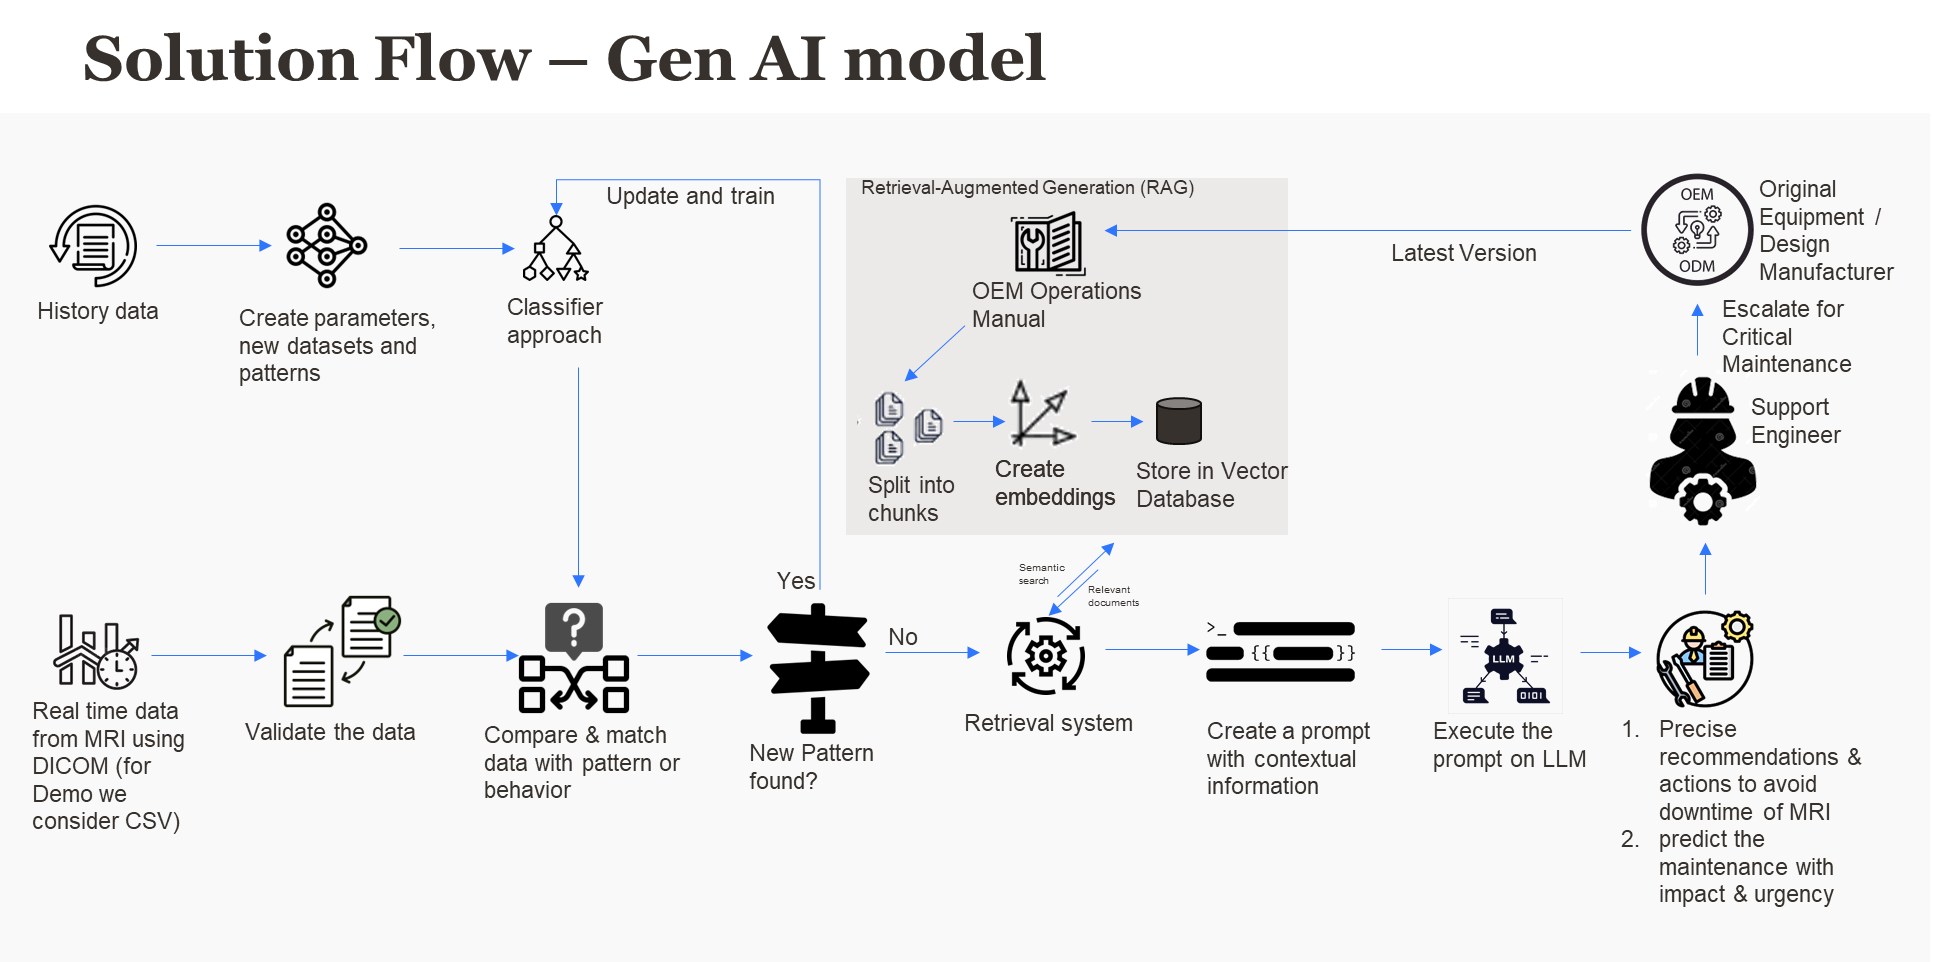 Solution Flow – Gen AI model
History data
Create parameters,
new datasets and
patterns
Classifier
approach
Update and train
Retrieval-Augmented Generation (RAG)
OEM Operations
Manual
Split into
chunks
Create
embeddings
Store in Vector
Database
Latest Version
OEM
ODM
Original
Equipment /
Design
Manufacturer
Escalate for
Critical
Maintenance
Support
Engineer
Real time data
from MRI using
DICOM (for
Demo we
consider CSV)
Validate the data
?
Compare & match
data with pattern or
behavior
Yes
No
New Pattern
found?
Semantic
search
Relevant
documents
Retrieval system
>_
{{ }}
Create a prompt
with contextual
information
LLM
0101
Execute the
prompt on LLM
1. Precise
recommendations &
actions to avoid
downtime of MRI
2. predict the
maintenance with
impact & urgency